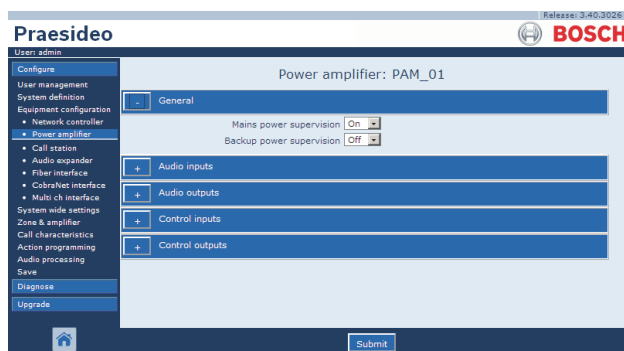 Release: 3.40.3026
Praesideo
BOSCH
User: admin
Configure
User management
System definition
Equipment configuration
• Network controller
• Power amplifier
• Call station
• Audio expander
• Fiber interface
• CobraNet interface
• Multi ch interface
System wide settings
Zone & amplifier
Call characteristics
Action programming
Audio processing
Save
Diagnose
Upgrade
Power amplifier: PAM_01
- General
Mains power supervision On
Backup power supervision Off
+ Audio inputs
+ Audio outputs
+ Control inputs
+ Control outputs
Submit